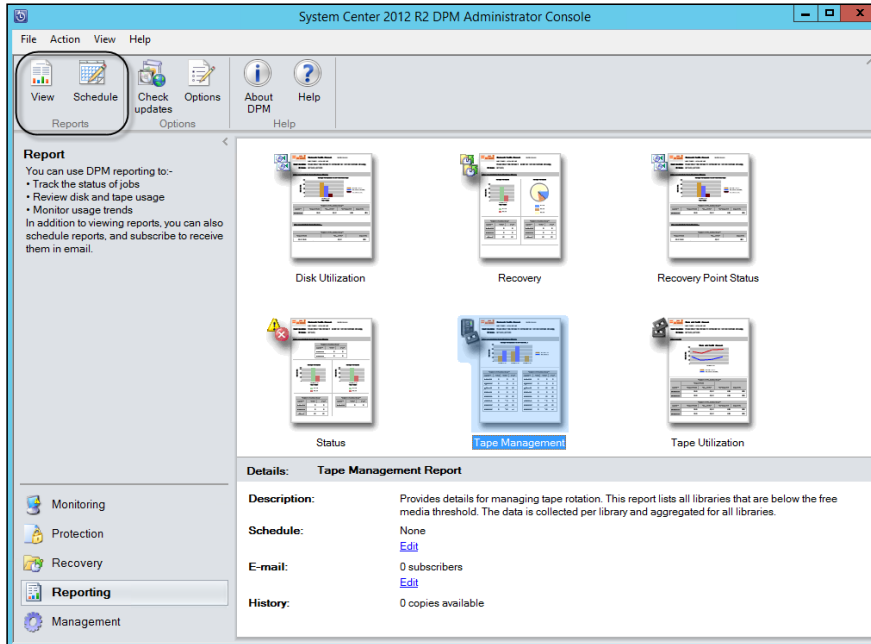 System Center 2012 R2 DPM Administrator Console
File Action View Help
View Schedule Check updates Options About DPM Help
Reports Options Help
Report
You can use DPM reporting to:-
• Track the status of jobs
• Review disk and tape usage
• Monitor usage trends
In addition to viewing reports, you can also
schedule reports, and subscribe to receive
them in email.
Disk Utilization
Recovery
Recovery Point Status
Status
Tape Management
Tape Utilization
Details: Tape Management Report
Description: Provides details for managing tape rotation. This report lists all libraries that are below the free
media threshold. The data is collected per library and aggregated for all libraries.
Schedule: None
Edit
E-mail: 0 subscribers
Edit
History: 0 copies available
Monitoring
Protection
Recovery
Reporting
Management